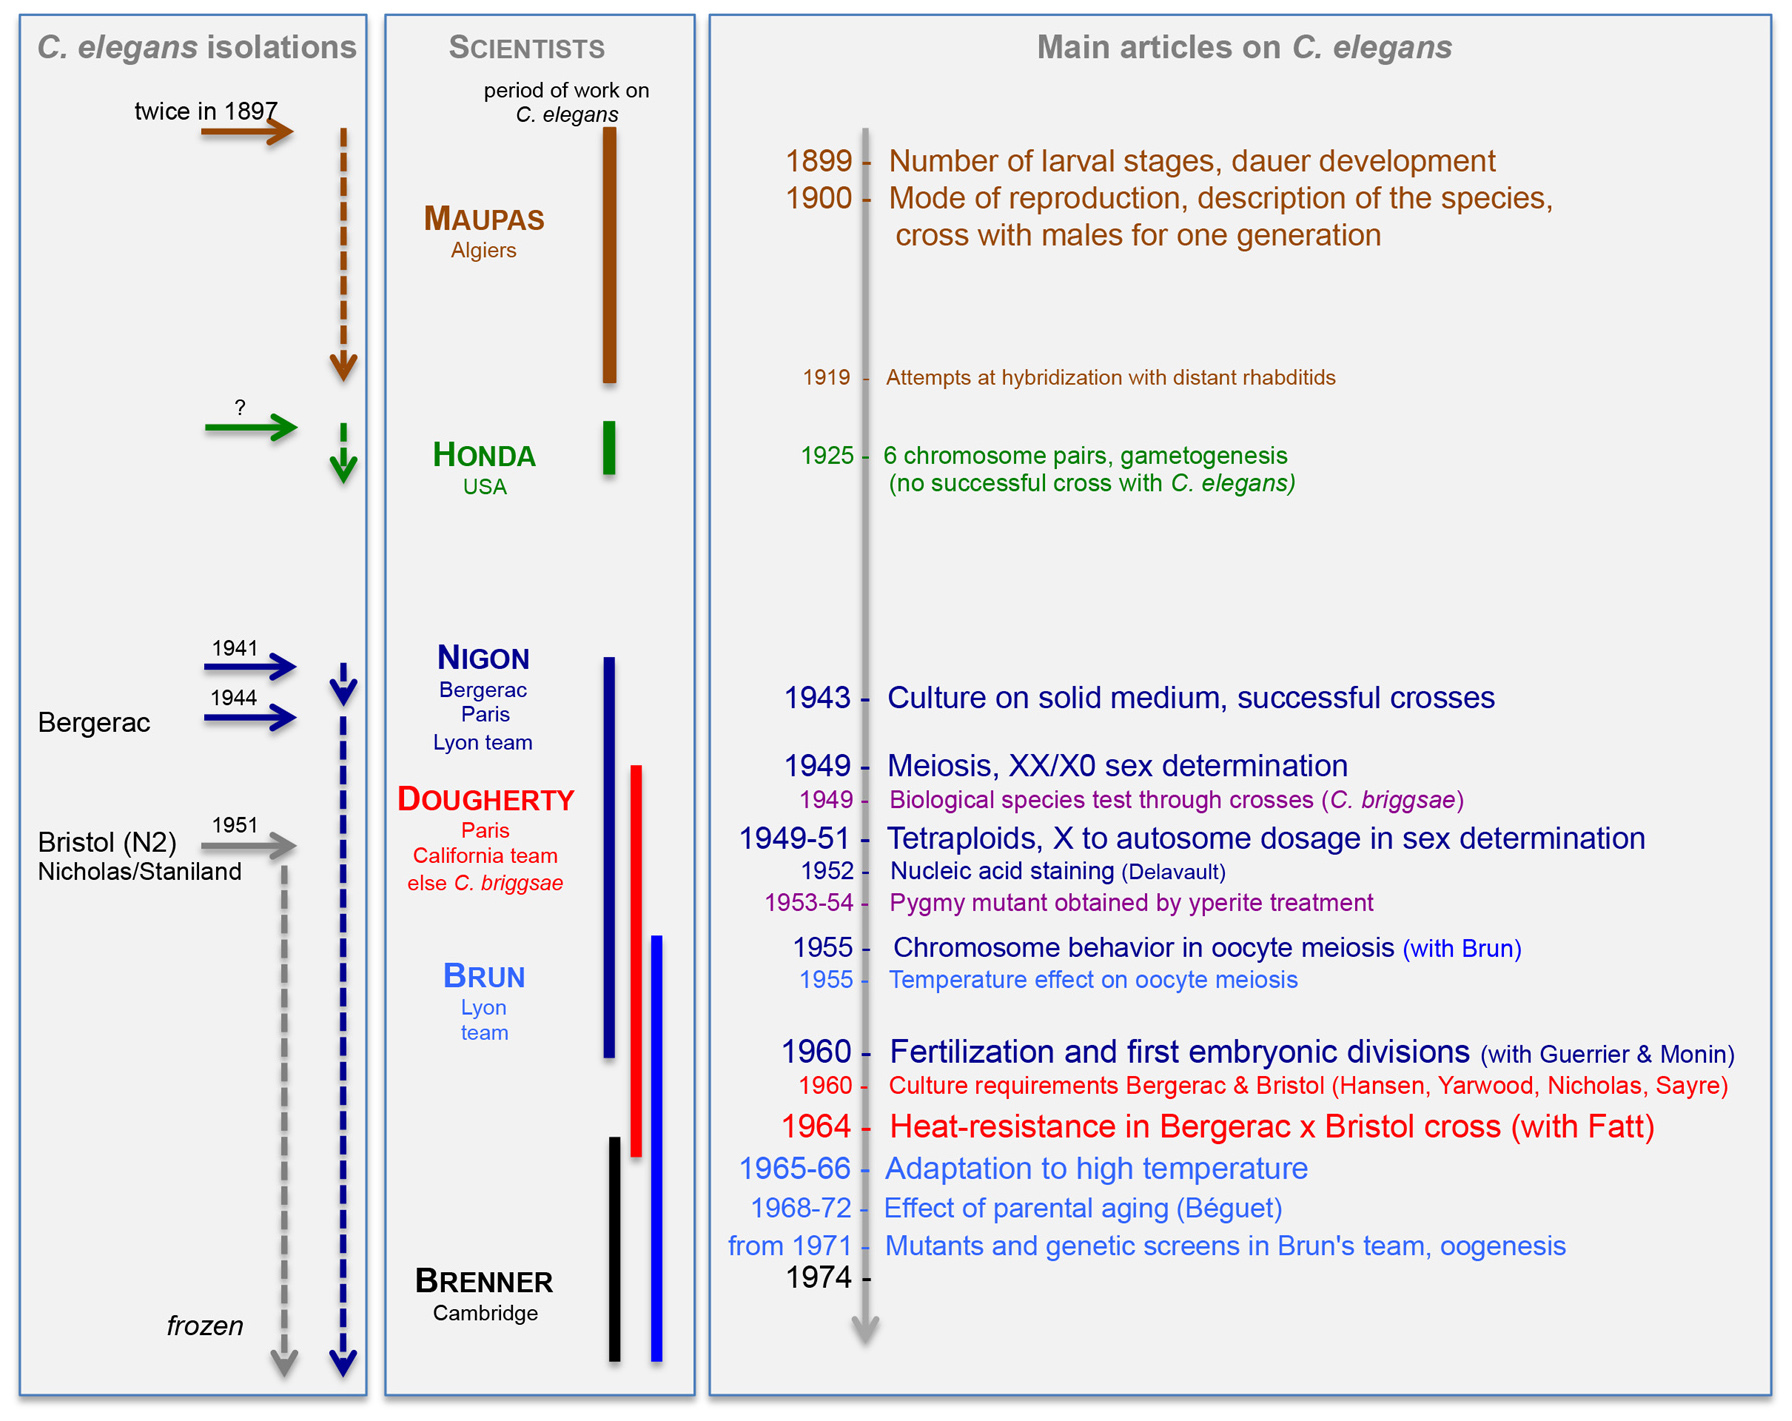 C. elegans isolations
twice in 1897
?
1941
1944
Bergerac
1951
Bristol (N2)
Nicholas/Staniland
frozen
SCIENTISTS
period of work on
C. elegans
MAUPAS
Algiers
HONDA
USA
NIGON
Bergerac
Paris
Lyon team
DOUGHERTY
Paris
California team
else C. briggsae
BRUN
Lyon
team
BRENNER
Cambridge
Main articles on C. elegans
1899 - Number of larval stages, dauer development
1900 - Mode of reproduction, description of the species,
cross with males for one generation
1919 - Attempts at hybridization with distant rhabditids
1925 - 6 chromosome pairs, gametogenesis
(no successful cross with C. elegans)
1943 - Culture on solid medium, successful crosses
1949 - Meiosis, XX/X0 sex determination
1949 - Biological species test through crosses (C. briggsae)
1949-51 - Tetraploids, X to autosome dosage in sex determination
1952 - Nucleic acid staining (Delavault)
1953-54 - Pygmy mutant obtained by yperite treatment
1955 - Chromosome behavior in oocyte meiosis (with Brun)
1955 - Temperature effect on oocyte meiosis
1960 - Fertilization and first embryonic divisions (with Guerrier & Monin)
1960 - Culture requirements Bergerac & Bristol (Hansen, Yarwood, Nicholas, Sayre)
1964 - Heat-resistance in Bergerac x Bristol cross (with Fatt)
1965-66 - Adaptation to high temperature
1968-72 - Effect of parental aging (Béguet)
from 1971 - Mutants and genetic screens in Brun's team, oogenesis
1974 -